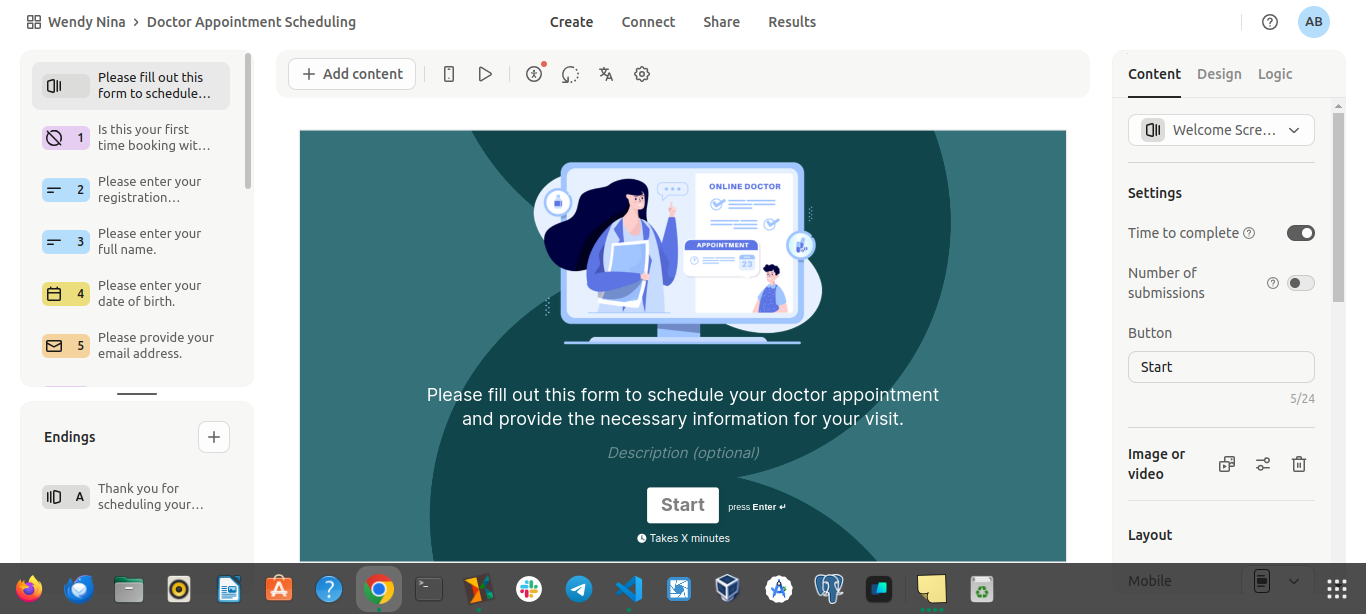 Wendy Nina > Doctor Appointment Scheduling
Create Connect Share Results
AB
Please fill out this
form to schedule...
1 Is this your first
time booking wit...
2 Please enter your
registration...
3 Please enter your
full name.
4 Please enter your
date of birth.
5 Please provide your
email address.
Endings
A Thank you for
scheduling your...
Add content
ONLINE DOCTOR
APPOINTMENT
23
Please fill out this form to schedule your doctor appointment
and provide the necessary information for your visit.
Description (optional)
Start press Enter ↵
Takes X minutes
Content Design Logic
Welcome Scre...
Settings
Time to complete
Number of
submissions
Button
Start
5/24
Image or
video
Layout
Mobile